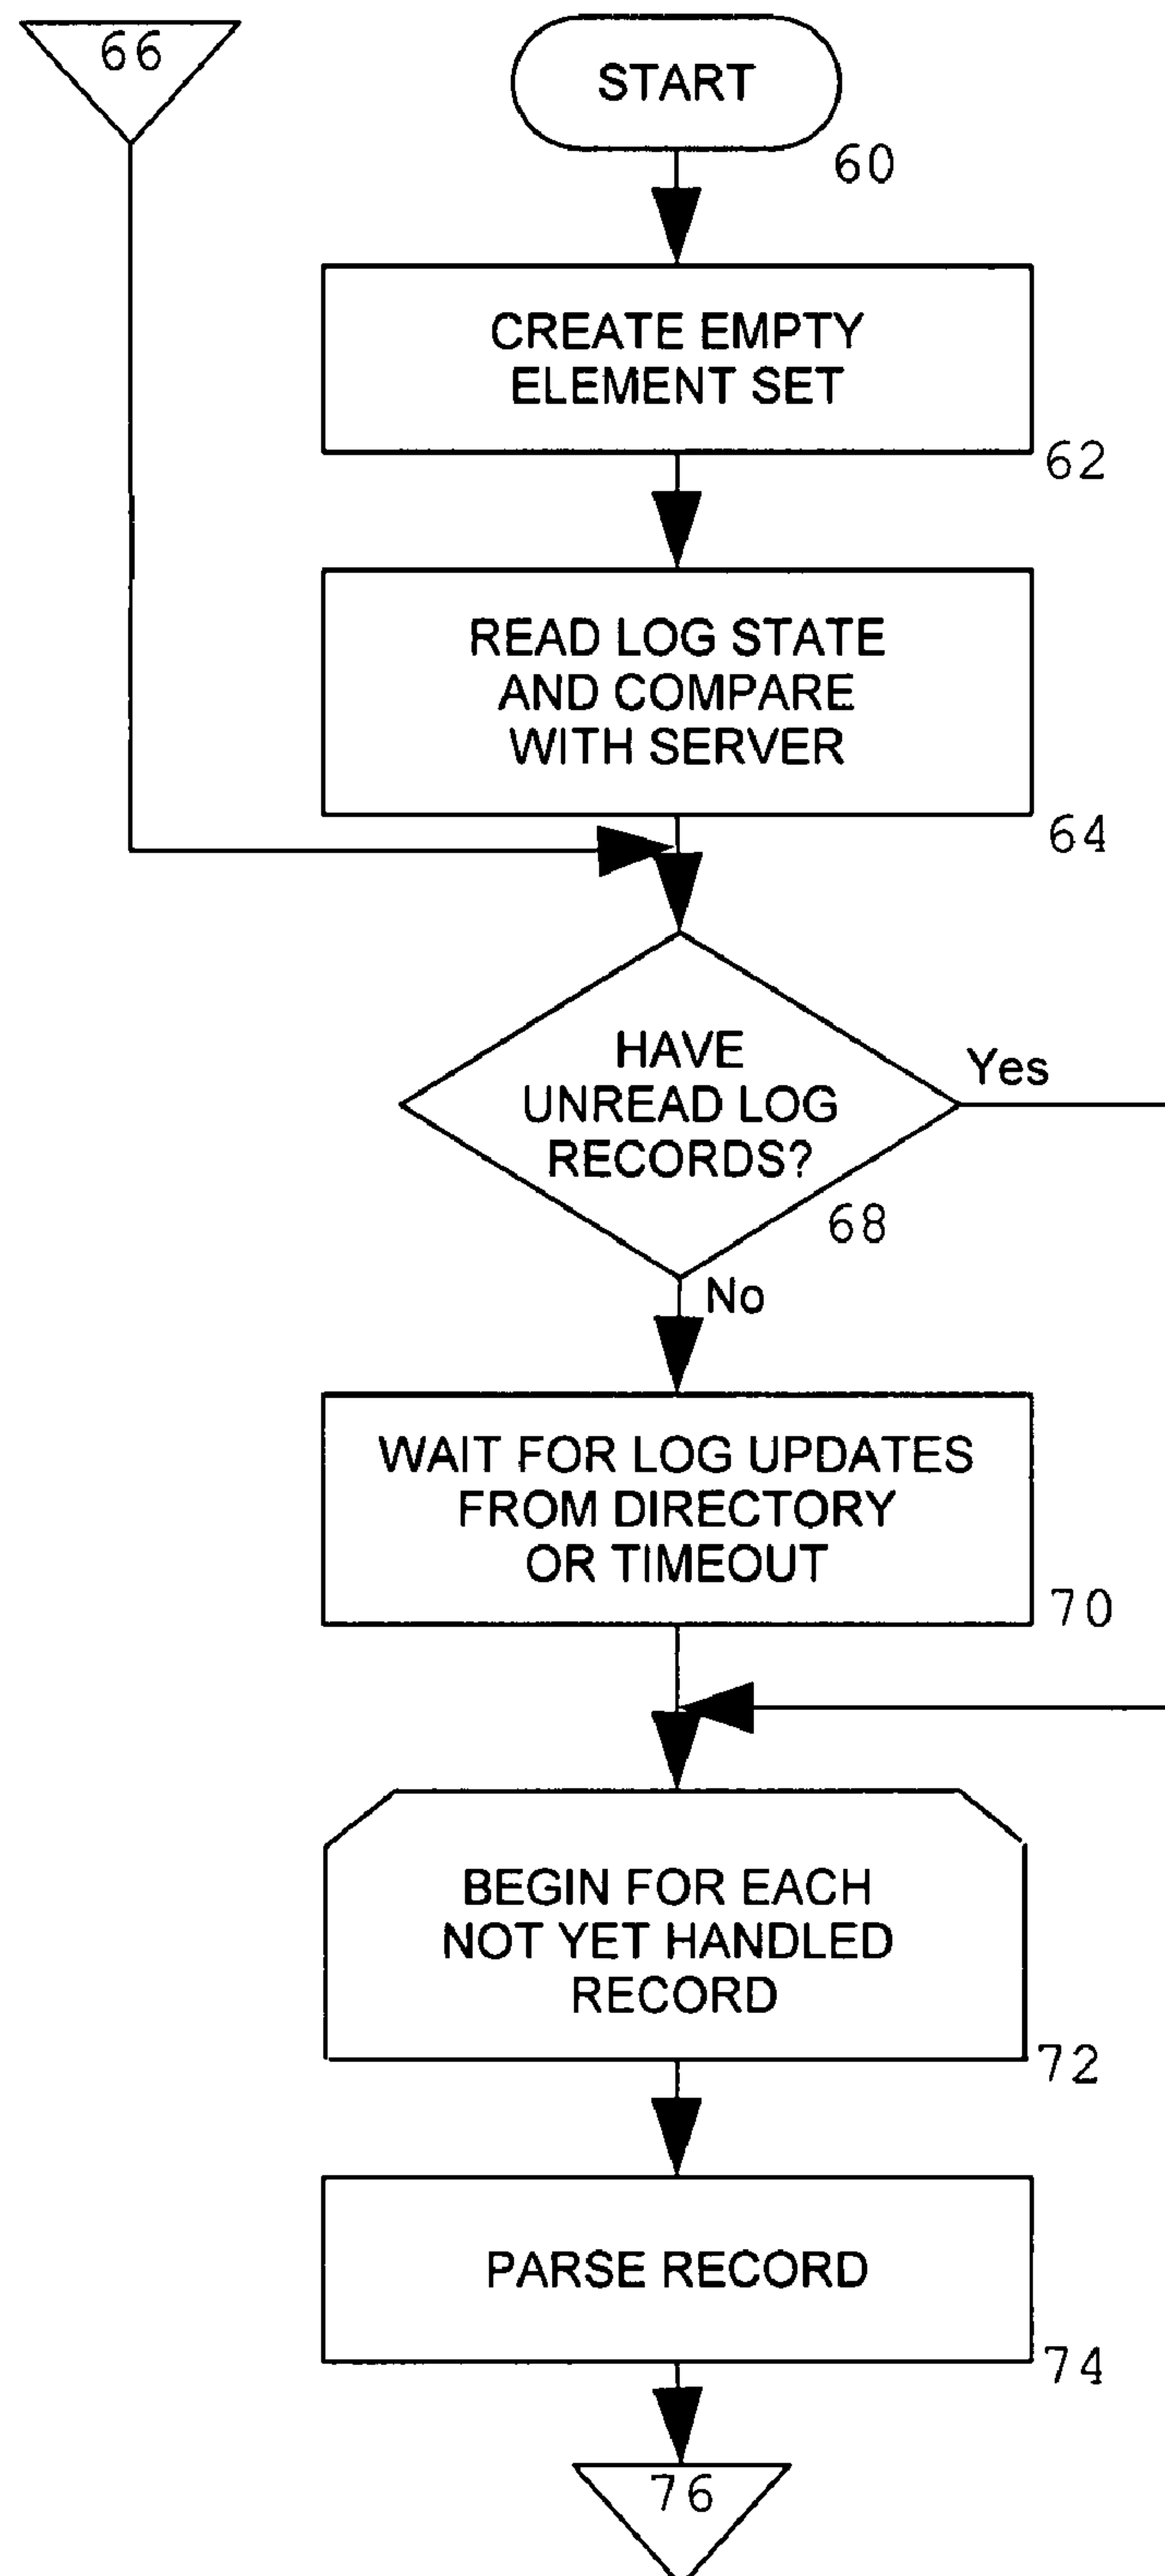 66
START
60
CREATE EMPTY
ELEMENT SET
62
READ LOG STATE
AND COMPARE
WITH SERVER
64
HAVE
UNREAD LOG
RECORDS?
Yes
68
No
WAIT FOR LOG UPDATES
FROM DIRECTORY
OR TIMEOUT
70
BEGIN FOR EACH
NOT YET HANDLED
RECORD
72
PARSE RECORD
74
76